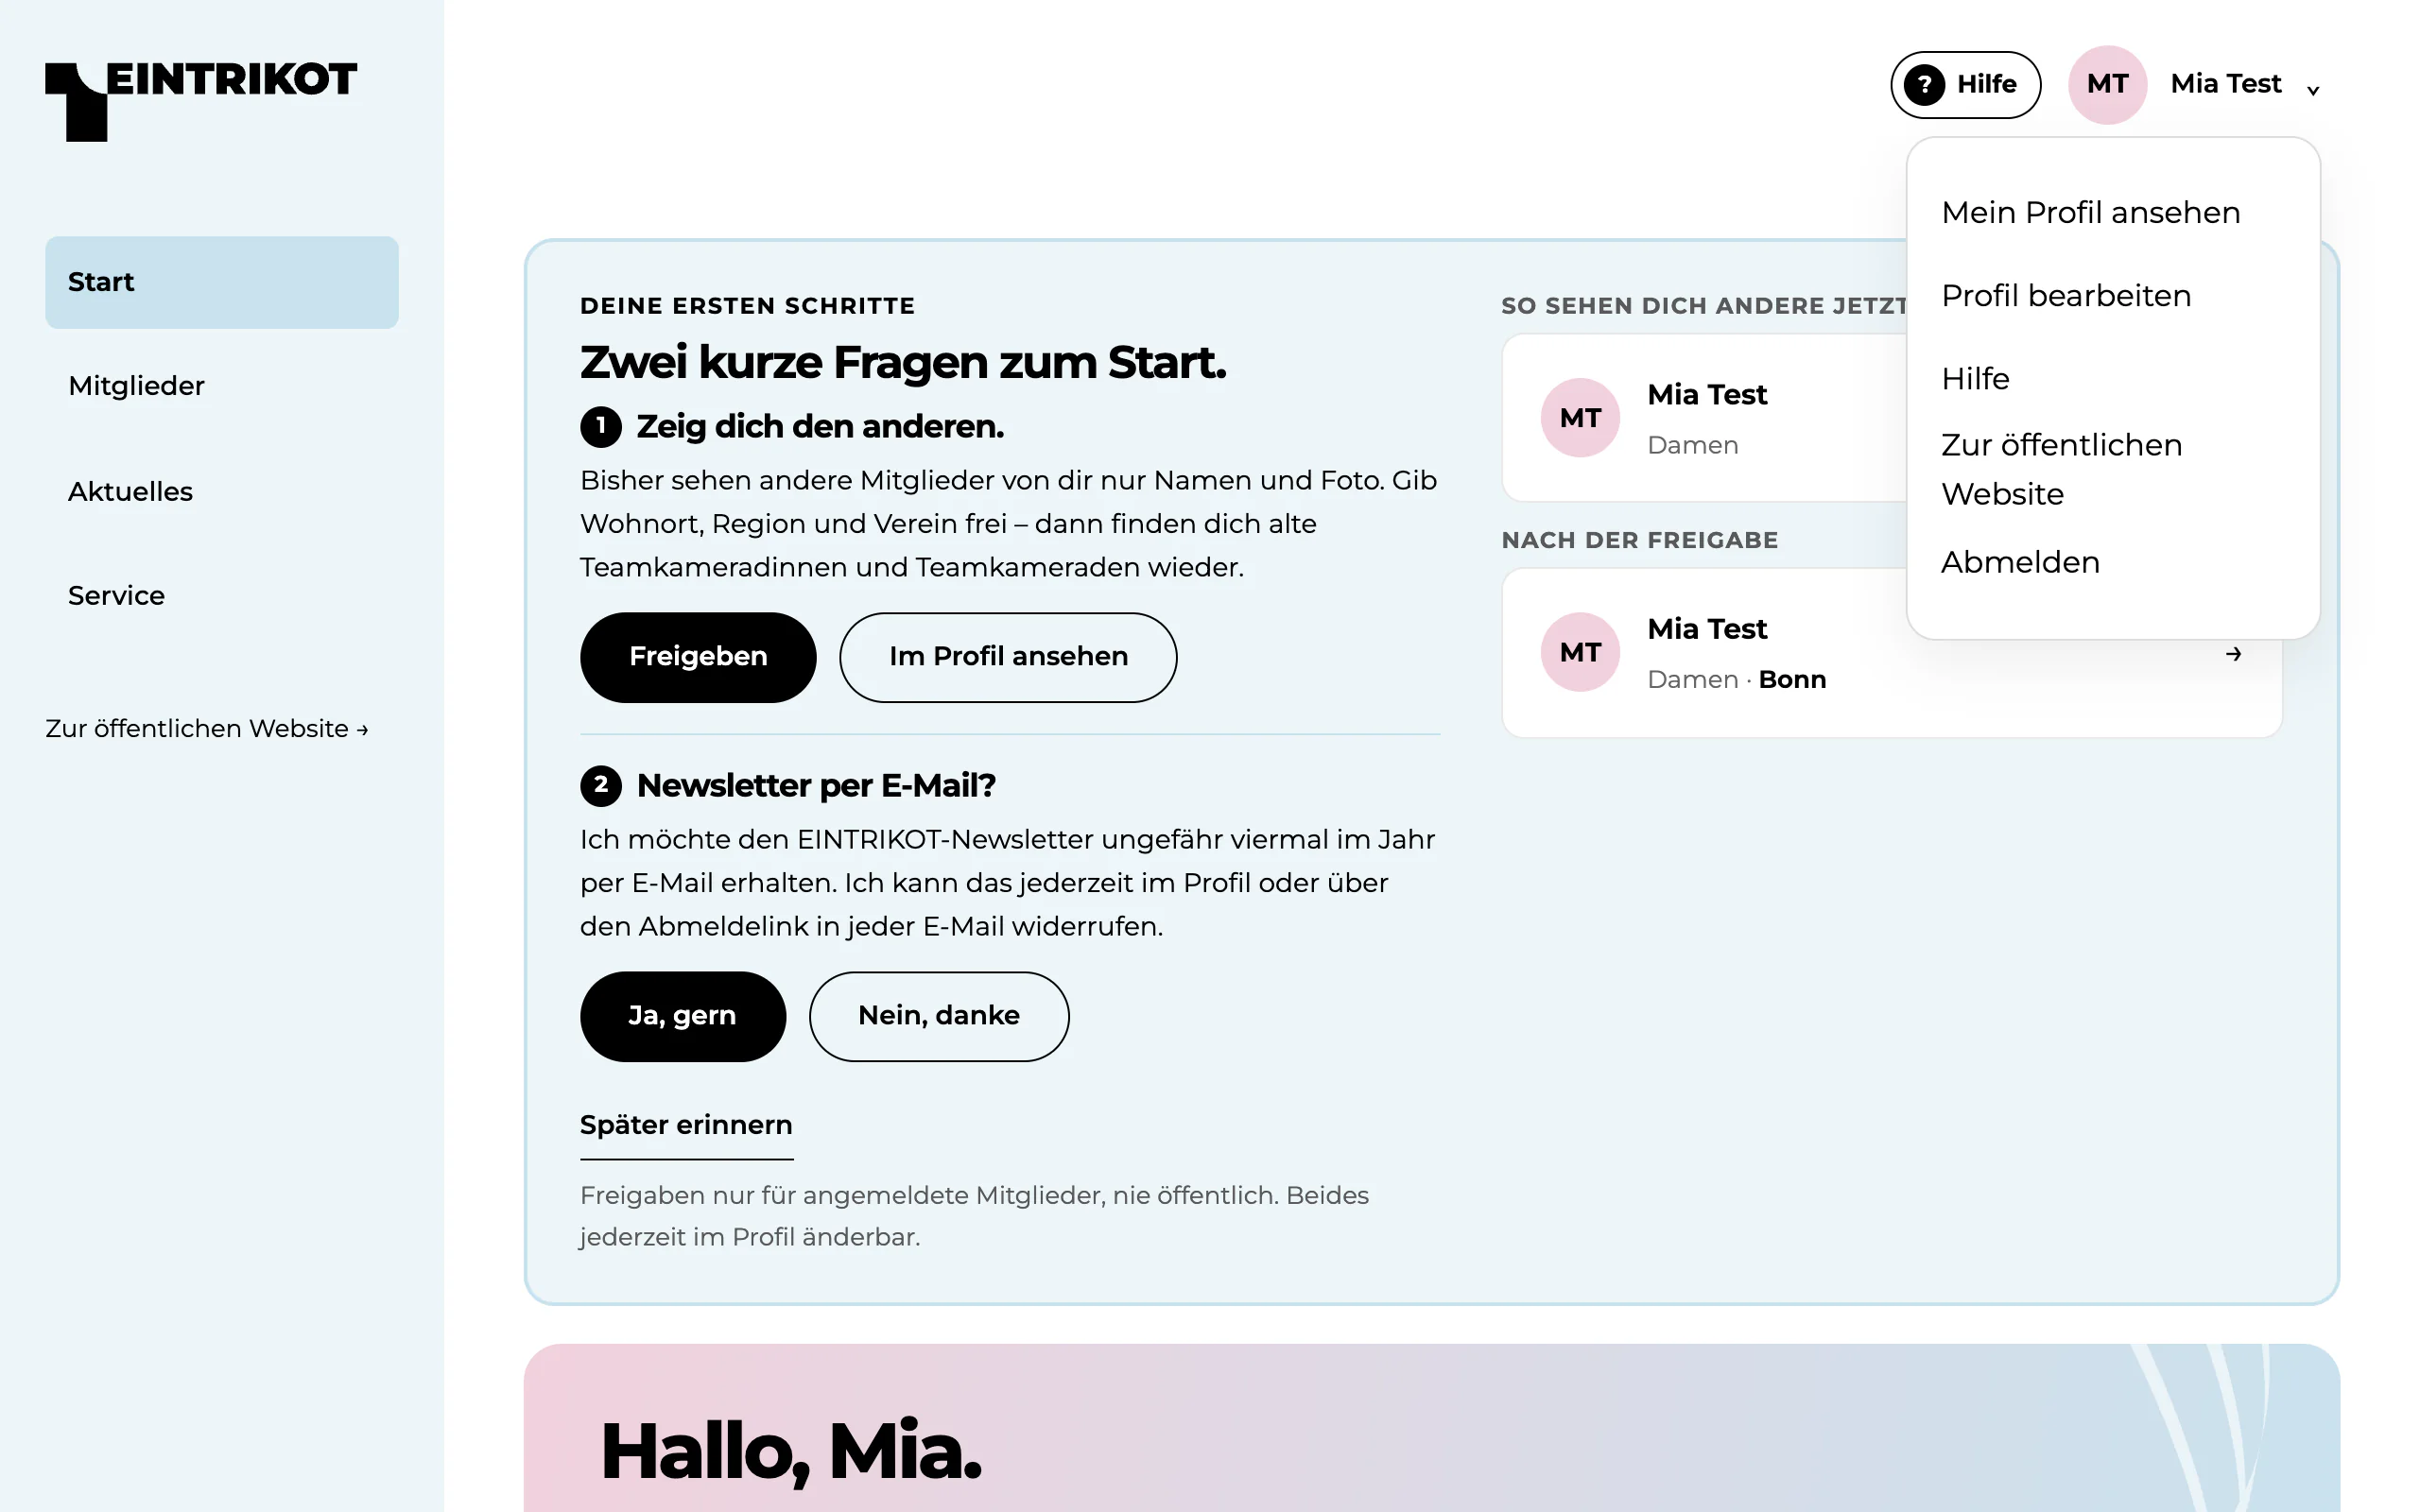 EINTRIKOT
Start
Mitglieder
Aktuelles
Service
Zur öffentlichen Website →
? Hilfe
MT
Mia Test
Mein Profil ansehen
Profil bearbeiten
Hilfe
Zur öffentlichen
Website
Abmelden
DEINE ERSTEN SCHRITTE
Zwei kurze Fragen zum Start.
1 Zeig dich den anderen.
Bisher sehen andere Mitglieder von dir nur Namen und Foto. Gib
Wohnort, Region und Verein frei – dann finden dich alte
Teamkameradinnen und Teamkameraden wieder.
Freigeben
Im Profil ansehen
2 Newsletter per E-Mail?
Ich möchte den EINTRIKOT-Newsletter ungefähr viermal im Jahr
per E-Mail erhalten. Ich kann das jederzeit im Profil oder über
den Abmeldelink in jeder E-Mail widerrufen.
Ja, gern
Nein, danke
Später erinnern
Freigaben nur für angemeldete Mitglieder, nie öffentlich. Beides
jederzeit im Profil änderbar.
SO SEHEN DICH ANDERE JETZT
MT
Mia Test
Damen
NACH DER FREIGABE
MT
Mia Test
Damen · Bonn
→
Hallo, Mia.